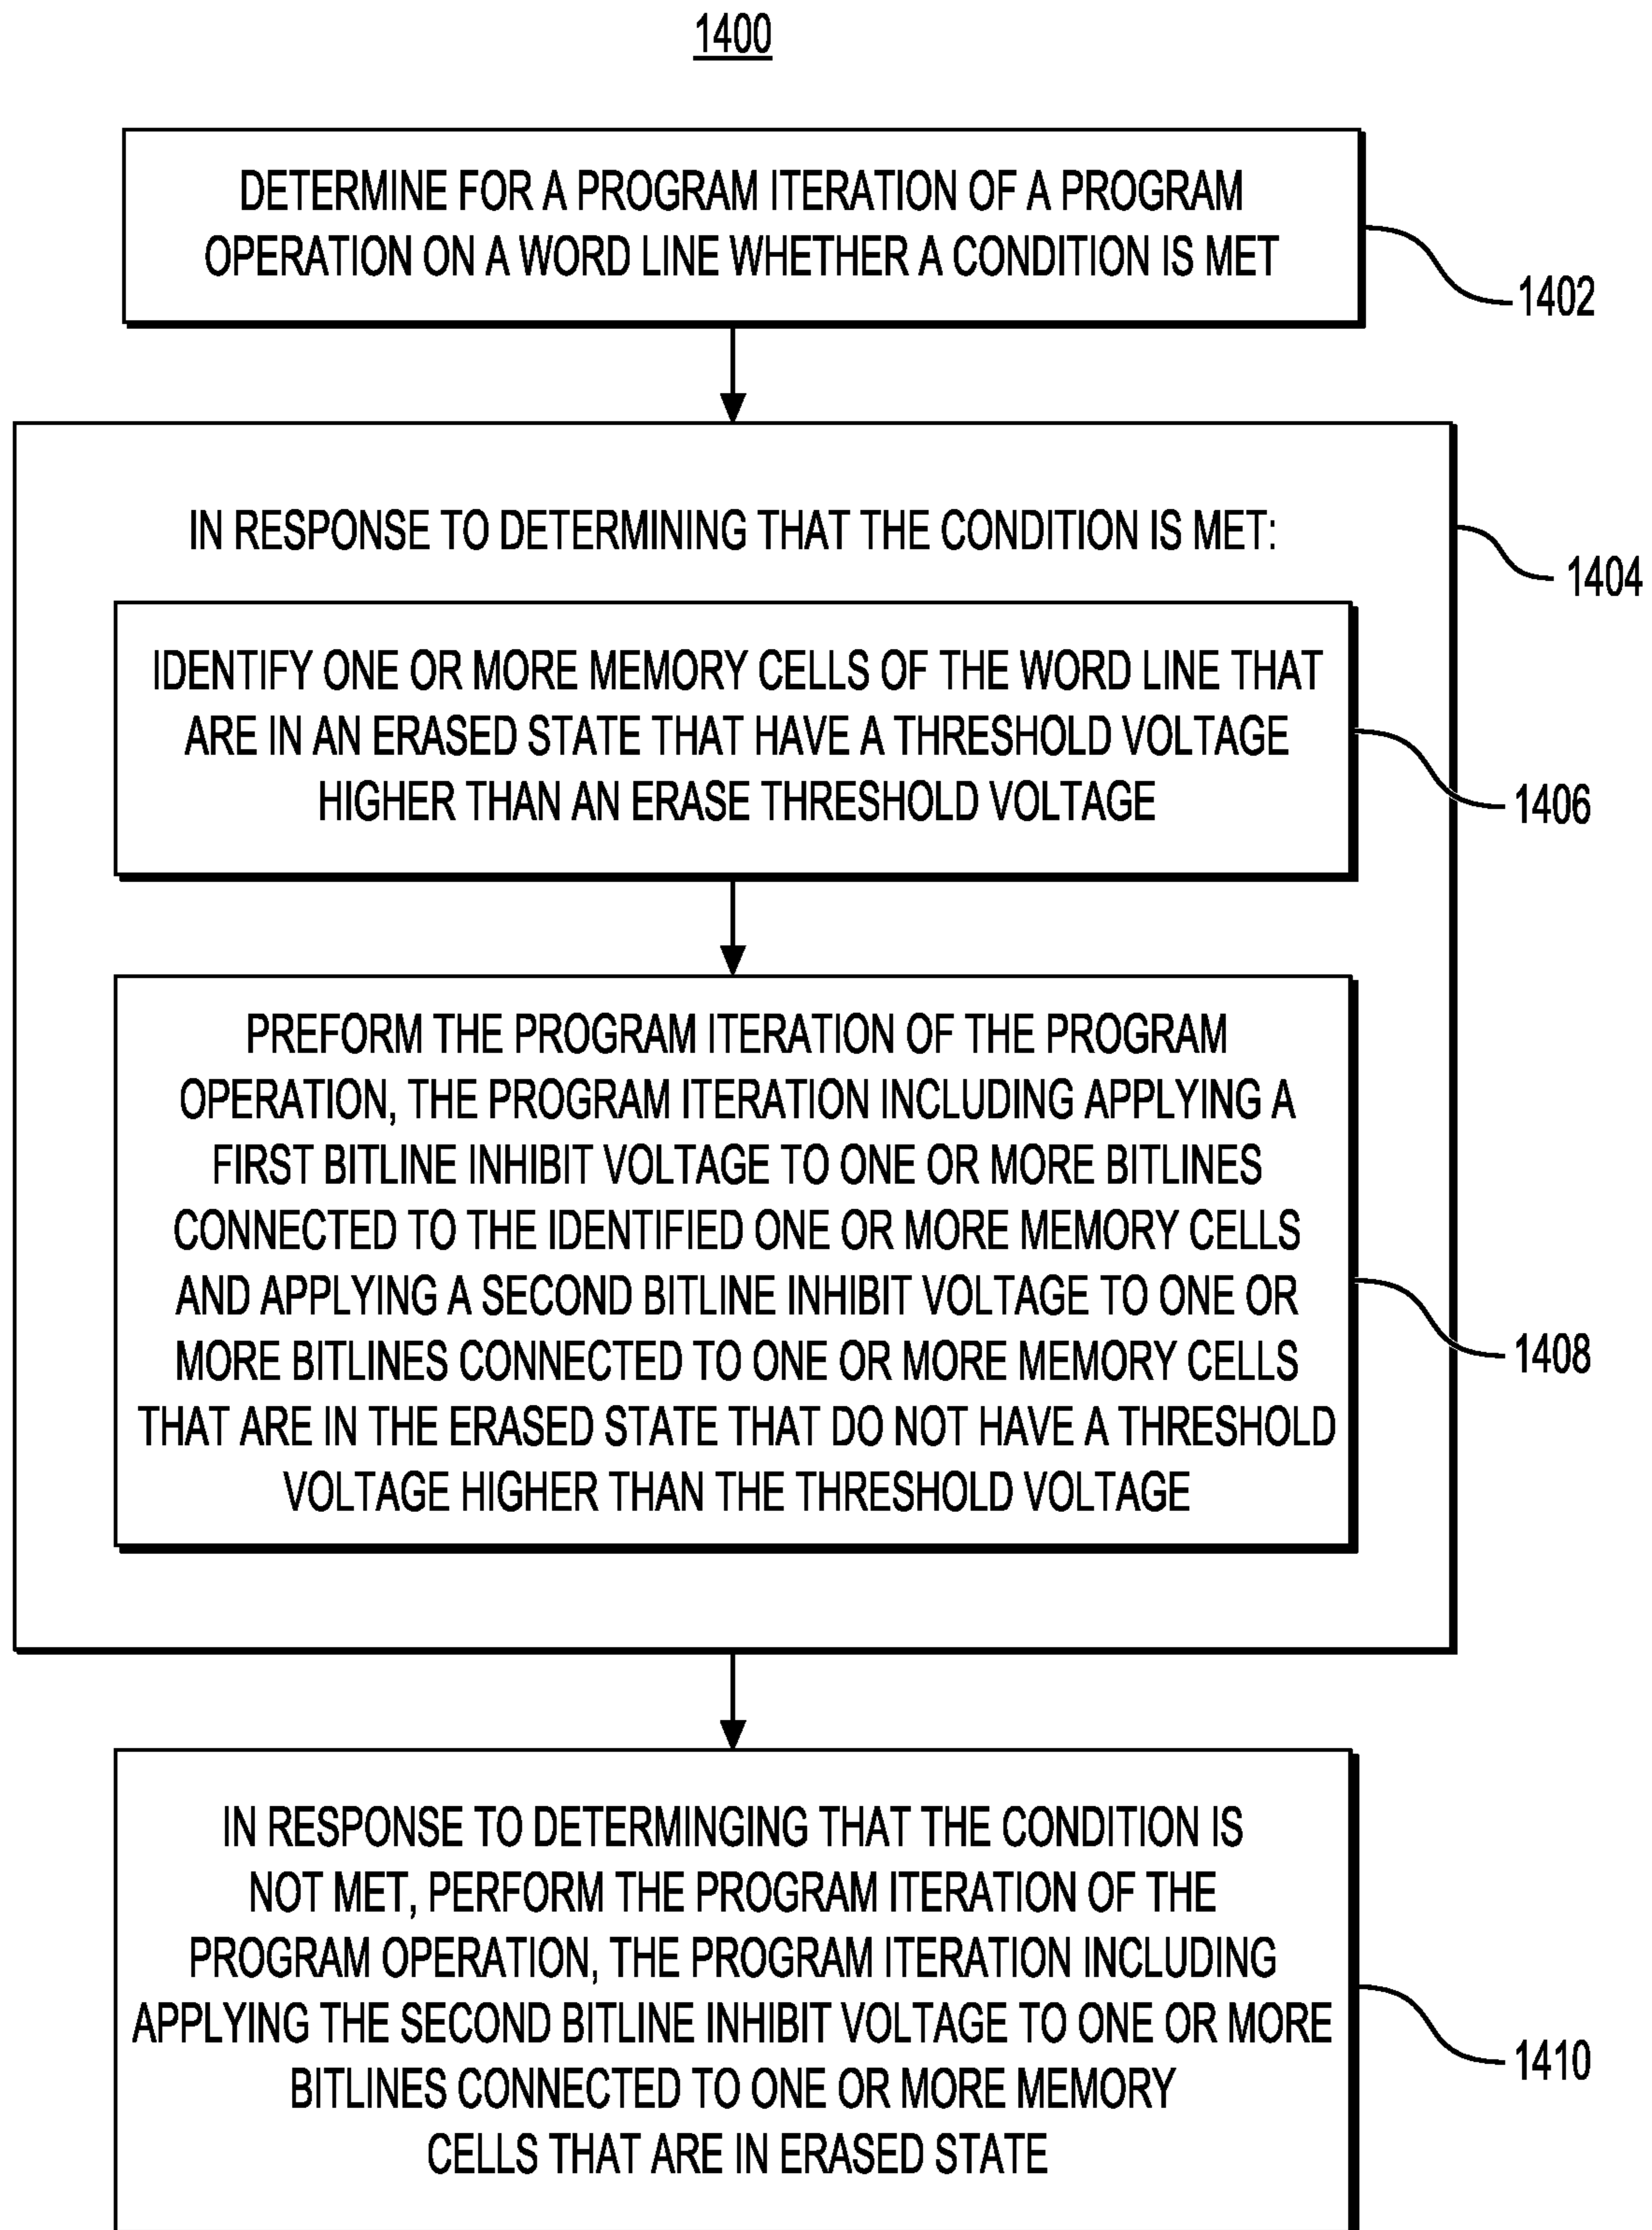 1400
DETERMINE FOR A PROGRAM ITERATION OF A PROGRAM
OPERATION ON A WORD LINE WHETHER A CONDITION IS MET
1402
IN RESPONSE TO DETERMINING THAT THE CONDITION IS MET:
1404
IDENTIFY ONE OR MORE MEMORY CELLS OF THE WORD LINE THAT
ARE IN AN ERASED STATE THAT HAVE A THRESHOLD VOLTAGE
HIGHER THAN AN ERASE THRESHOLD VOLTAGE
1406
PREFORM THE PROGRAM ITERATION OF THE PROGRAM
OPERATION, THE PROGRAM ITERATION INCLUDING APPLYING A
FIRST BITLINE INHIBIT VOLTAGE TO ONE OR MORE BITLINES
CONNECTED TO THE IDENTIFIED ONE OR MORE MEMORY CELLS
AND APPLYING A SECOND BITLINE INHIBIT VOLTAGE TO ONE OR
MORE BITLINES CONNECTED TO ONE OR MORE MEMORY CELLS
THAT ARE IN THE ERASED STATE THAT DO NOT HAVE A THRESHOLD
VOLTAGE HIGHER THAN THE THRESHOLD VOLTAGE
1408
IN RESPONSE TO DETERMINGING THAT THE CONDITION IS
NOT MET, PERFORM THE PROGRAM ITERATION OF THE
PROGRAM OPERATION, THE PROGRAM ITERATION INCLUDING
APPLYING THE SECOND BITLINE INHIBIT VOLTAGE TO ONE OR MORE
BITLINES CONNECTED TO ONE OR MORE MEMORY
CELLS THAT ARE IN ERASED STATE
1410